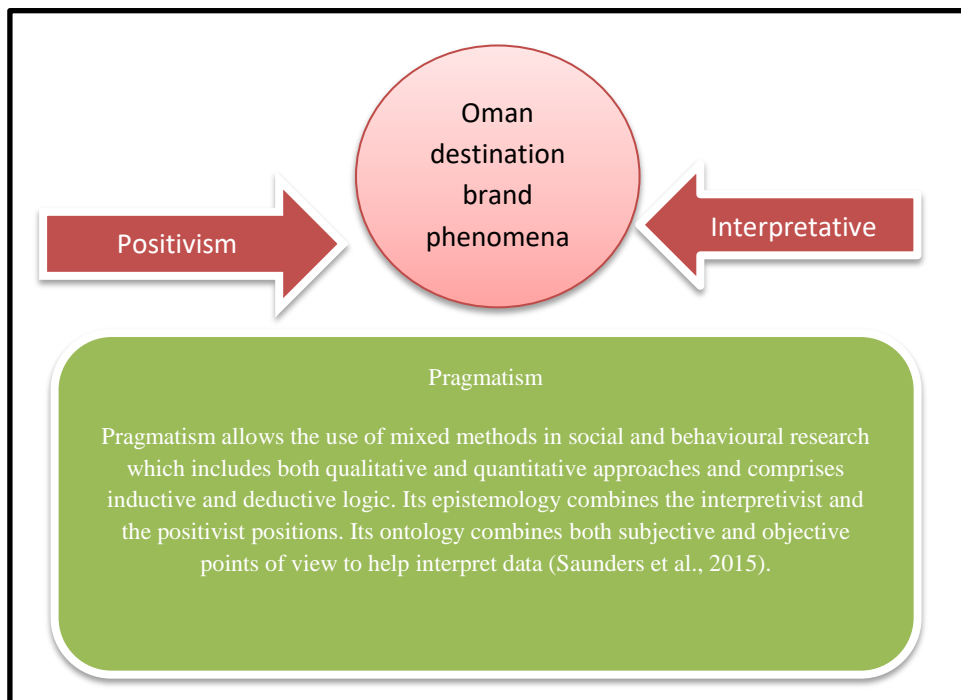 Oman
destination
brand
phenomena
Positivism
Interpretative
Pragmatism
Pragmatism allows the use of mixed methods in social and behavioural research
which includes both qualitative and quantitative approaches and comprises
inductive and deductive logic. Its epistemology combines the interpretivist and
the positivist positions. Its ontology combines both subjective and objective
points of view to help interpret data (Saunders et al., 2015).